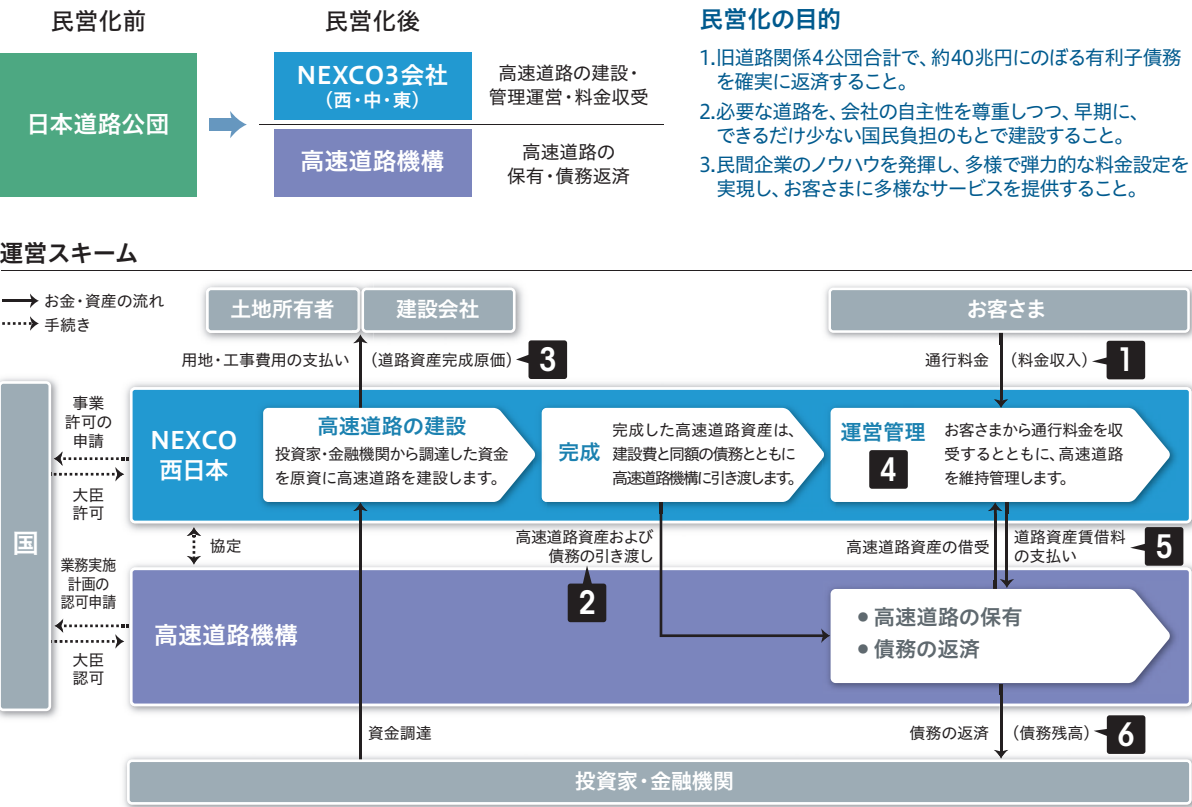 民営化前
民営化後
日本道路公団
NEXCO3会社
（西・中・東）
高速道路の建設・
管理運営・料金収受
高速道路機構
高速道路の
保有・債務返済
民営化の目的
1.旧道路関係4公団合計で、約40兆円にのぼる有利子債務
を確実に返済すること。
2.必要な道路を、会社の自主性を尊重しつつ、早期に、
できるだけ少ない国民負担のもとで建設すること。
3.民間企業のノウハウを発揮し、多様で弾力的な料金設定を
実現し、お客さまに多様なサービスを提供すること。
運営スキーム
お金・資産の流れ
手続き
土地所有者
建設会社
お客さま
用地・工事費用の支払い
（道路資産完成原価）
3
通行料金
（料金収入）
1
国
事業
許可の
申請
大臣
許可
NEXCO
西日本
高速道路の建設
投資家・金融機関から調達した資金
を原資に高速道路を建設します。
完成
完成した高速道路資産は、
建設費と同額の債務とともに
高速道路機構に引き渡します。
運営管理
4
お客さまから通行料金を収
受するとともに、高速道路
を維持管理します。
協定
高速道路資産および
債務の引き渡し
2
高速道路資産の借受
道路資産賃借料
の支払い
5
業務実施
計画の
認可申請
大臣
認可
高速道路機構
●高速道路の保有
●債務の返済
資金調達
債務の返済
（債務残高）
6
投資家・金融機関